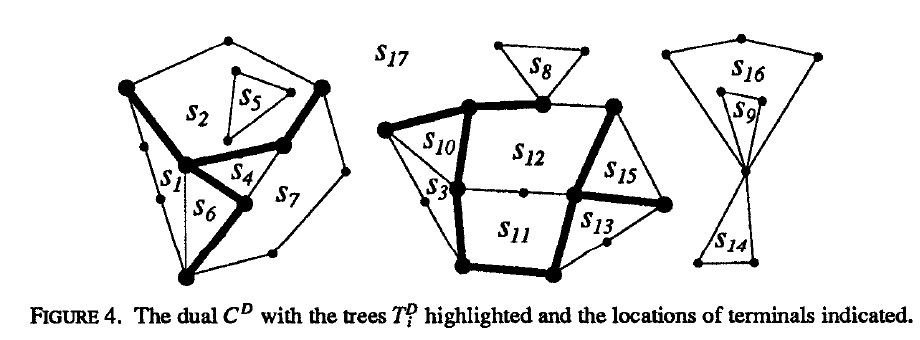 S17
S8
S16
S2
S5
S9
S10
S12
S1
S4
S15
S3
S7
S6
S11
S13
S14
FIGURE 4. The dual C^D with the trees T_i^D highlighted and the locations of terminals indicated.